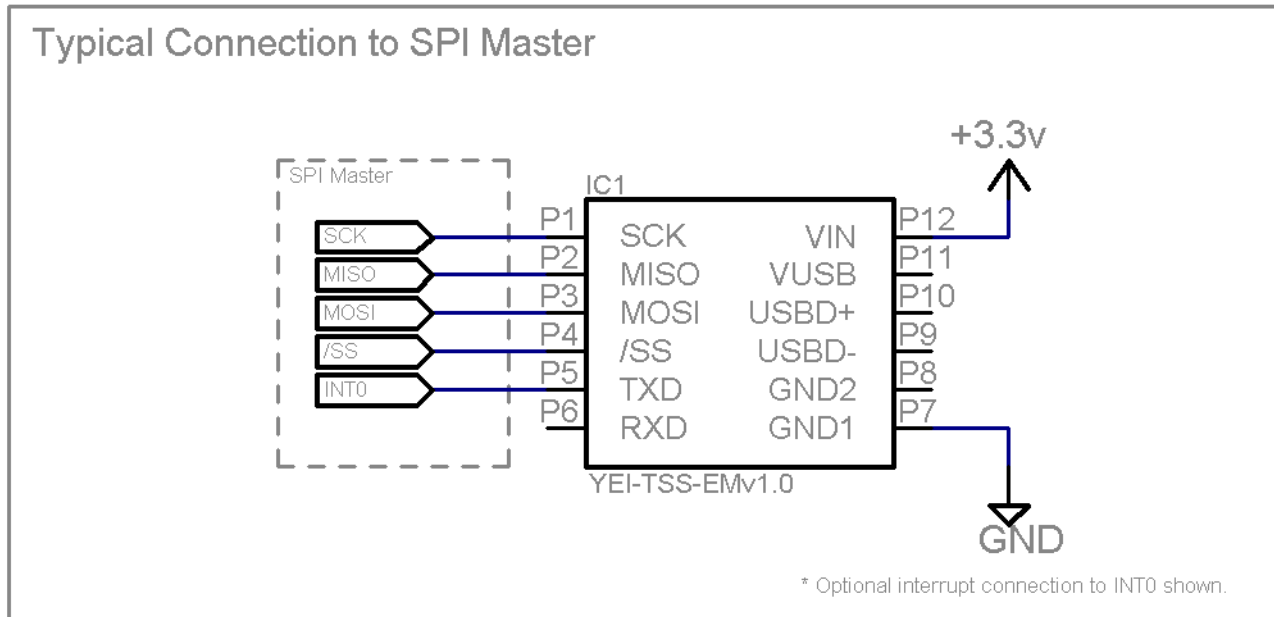 Typical Connection to SPI Master
+3.3v
SPI Master
IC1
SCK P1 SCK VIN P12
MISO P2 MISO VUSB P11
MOSI P3 MOSI USBD+ P10
/SS P4 /SS USBD- P9
INT0 P5 TXD GND2 P8
P6 RXD GND1 P7
YEI-TSS-EMv1.0
GND
* Optional interrupt connection to INT0 shown.